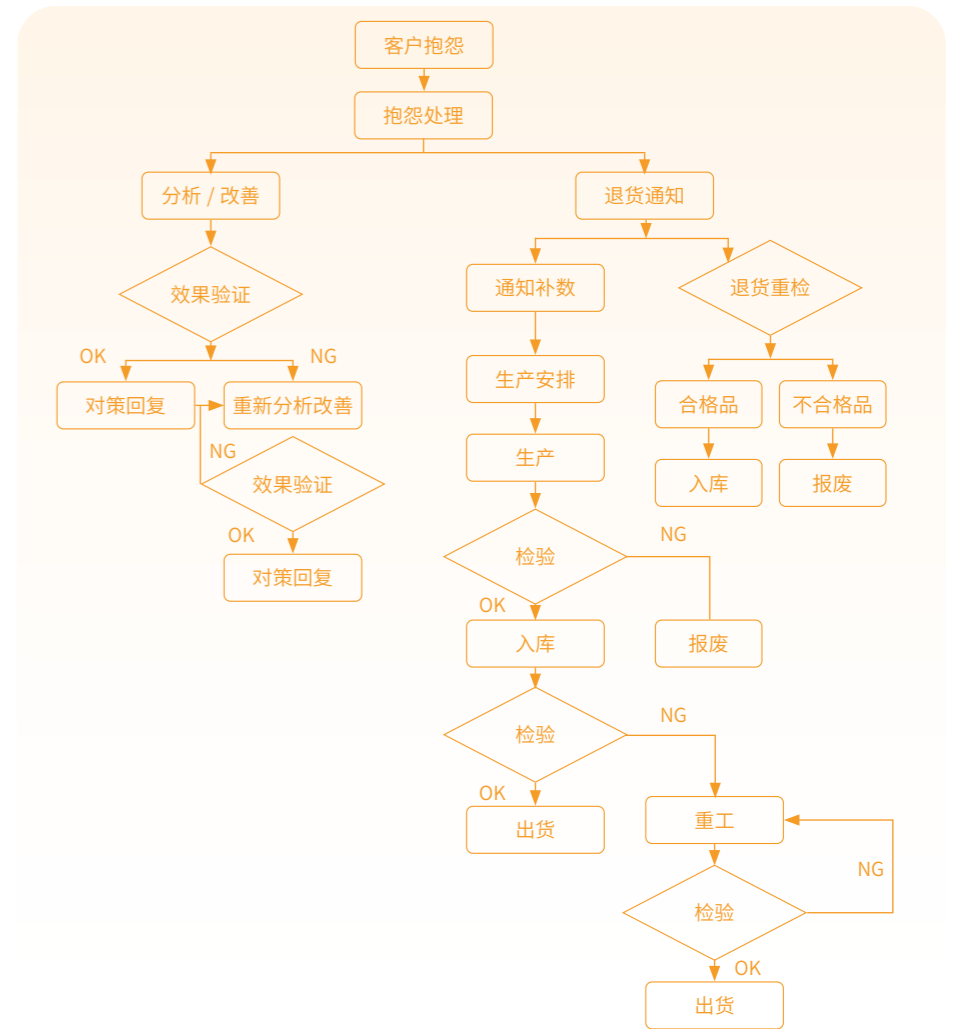 客户抱怨
抱怨处理
分析 / 改善
退货通知
效果验证
通知补数
退货重检
OK
NG
对策回复
重新分析改善
生产安排
合格品
不合格品
NG
效果验证
生产
入库
报废
OK
对策回复
检验
NG
OK
入库
报废
检验
NG
OK
出货
重工
NG
检验
OK
出货